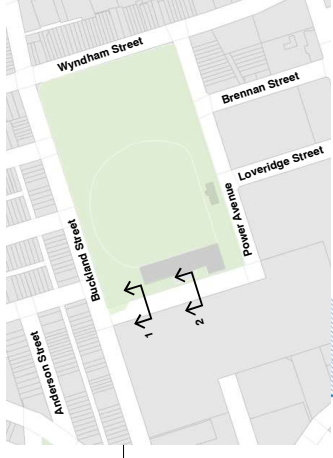 Wyndham Street
Brennan Street
Loveridge Street
Power Avenue
Buckland Street
Anderson Street
1
2